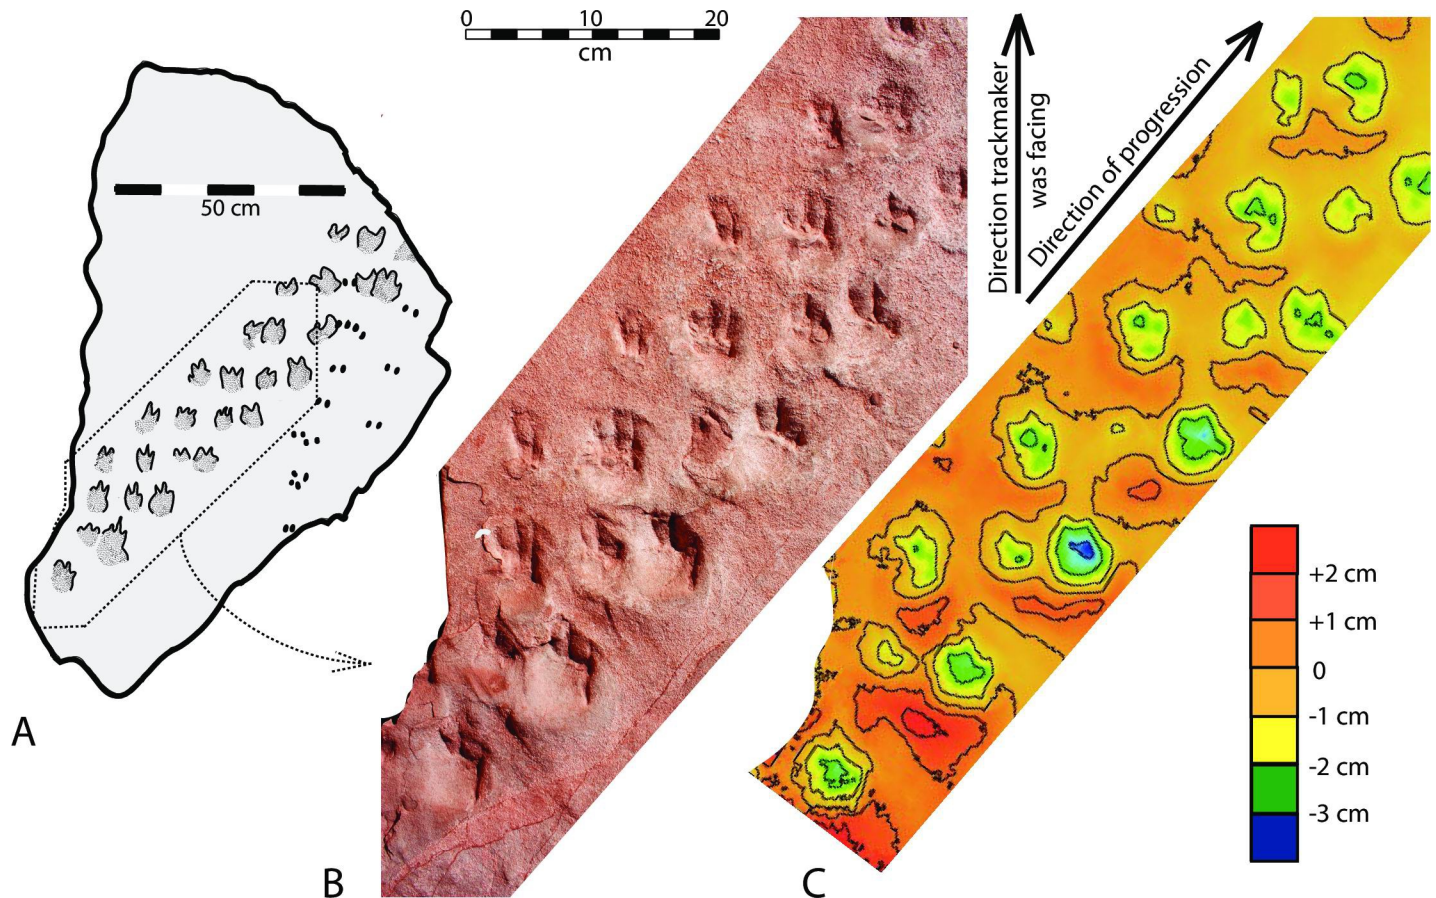 0 10 20
cm
50 cm
Direction trackmaker
was facing
Direction of progression
+2 cm
+1 cm
0
-1 cm
-2 cm
-3 cm
A
B
C